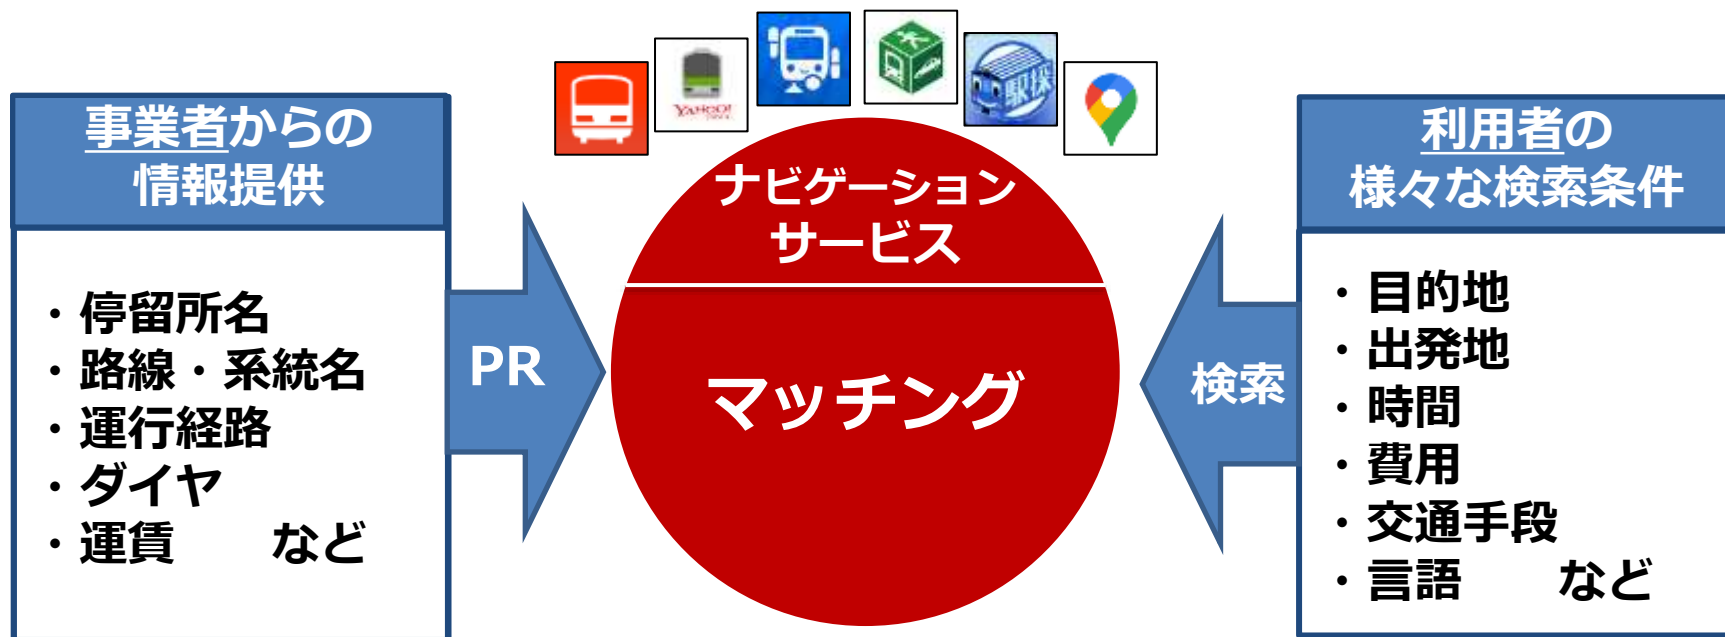 事業者からの
情報提供
・停留所名
・路線・系統名
・運行経路
・ダイヤ
・運賃　　など
PR
YAHOO!
駅探
ナビゲーション
サービス
マッチング
検索
利用者の
様々な検索条件
・目的地
・出発地
・時間
・費用
・交通手段
・言語　　など